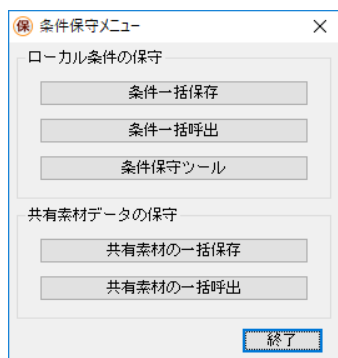 保 条件保守メニュー
ローカル条件の保守
条件一括保存
条件一括呼出
条件保守ツール
共有素材データの保守
共有素材の一括保存
共有素材の一括呼出
終了